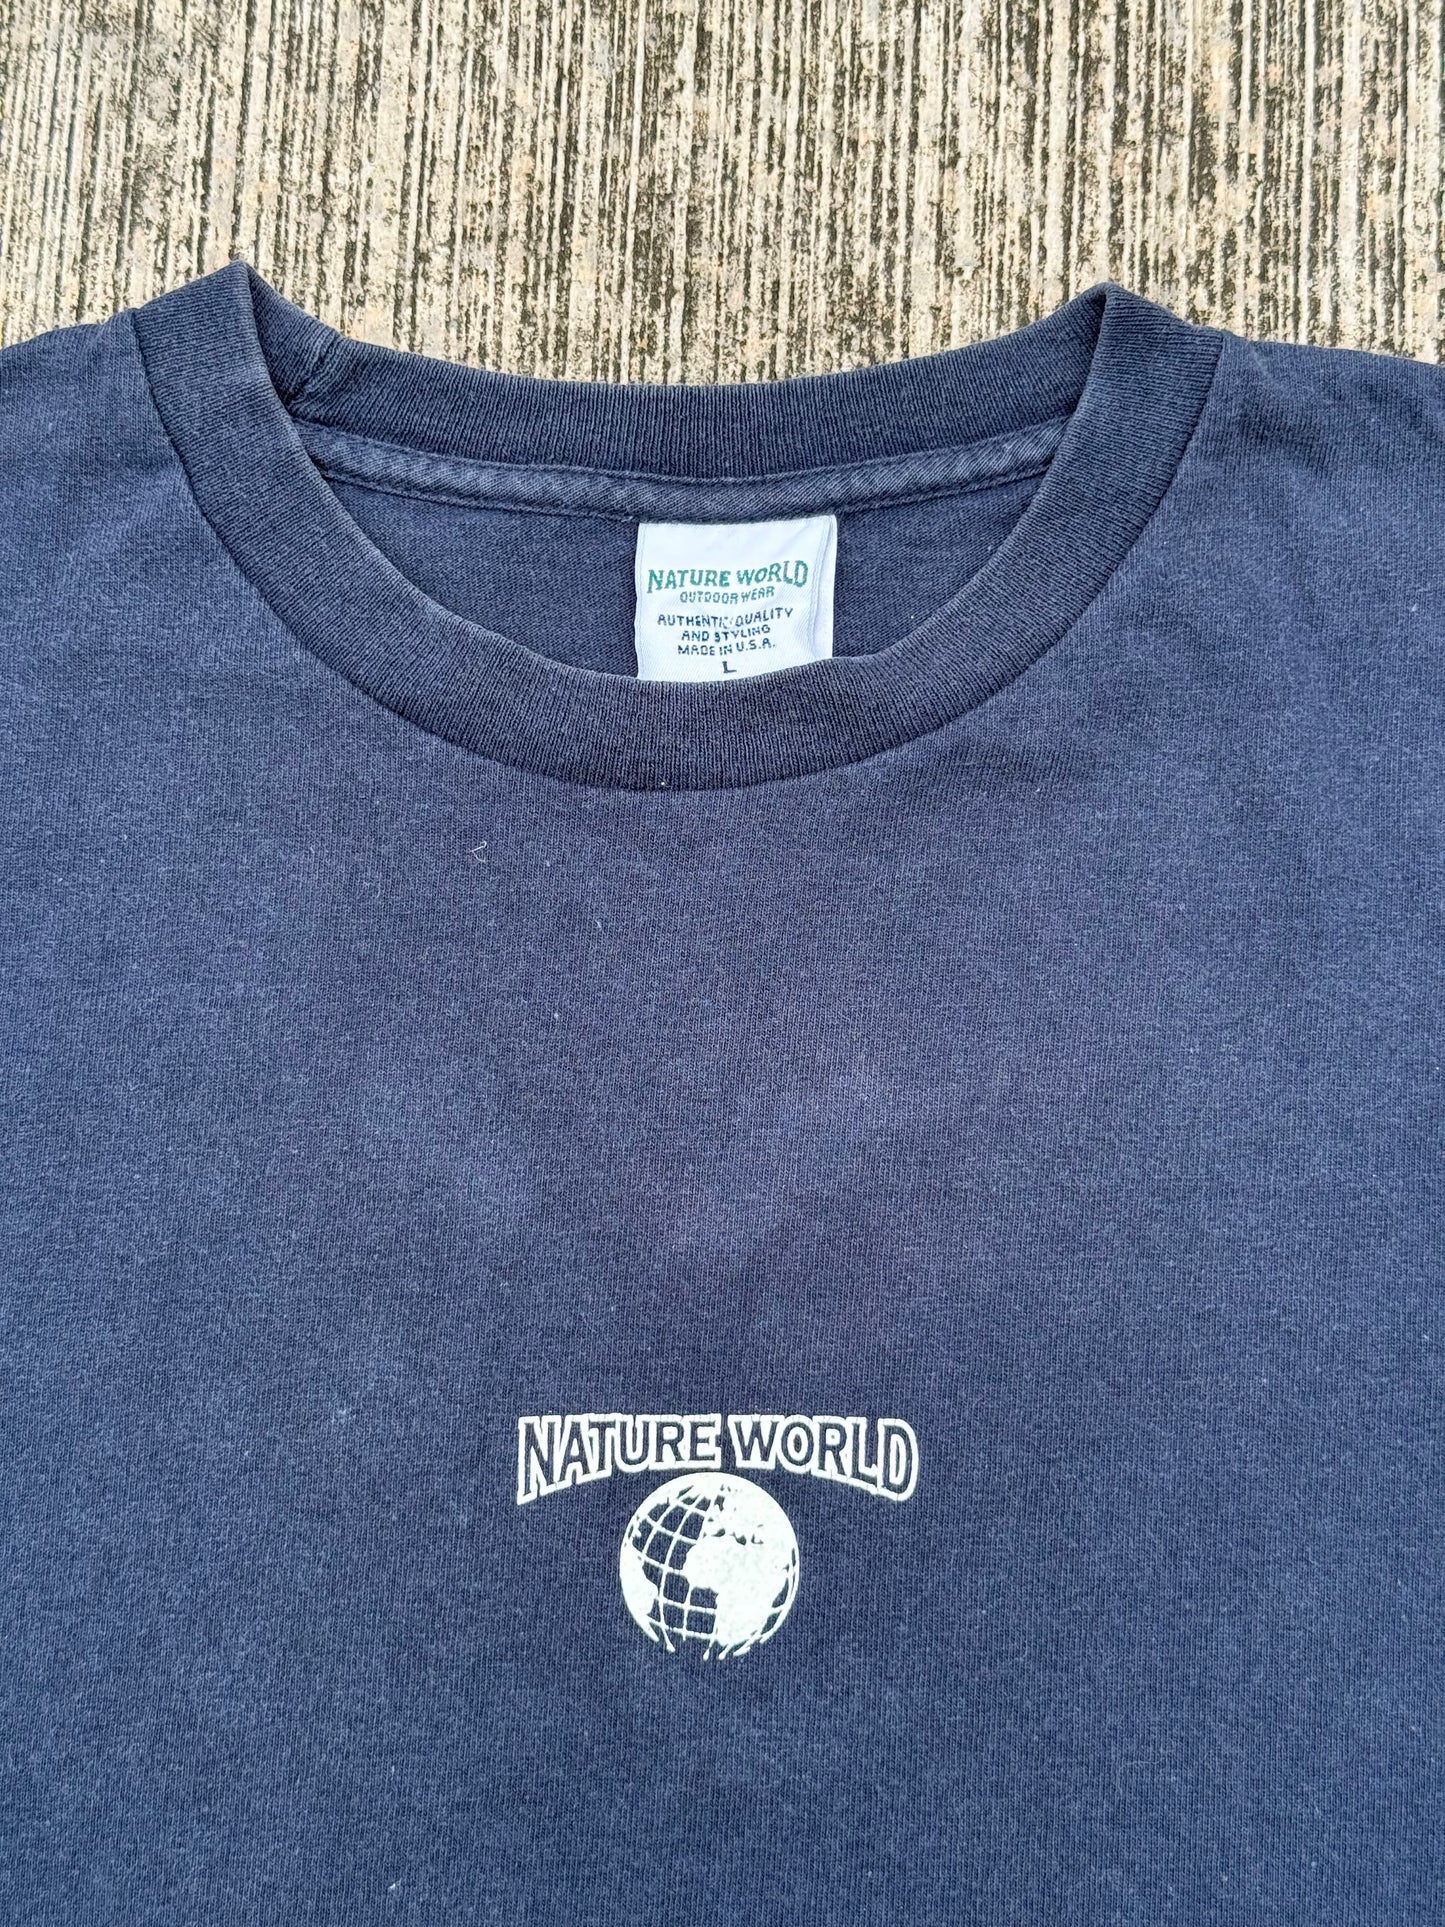 NATURE WORLD
OUTDOOR WEAR
AUTHENTIC QUALITY
AND STYLING
MADE IN U.S.A.
L
NATURE WORLD